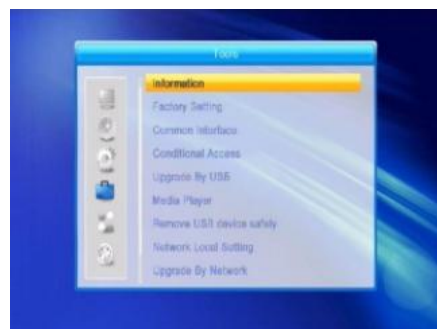 Tools
Information
Factory Setting
Common Interface
Conditional Access
Upgrade By USB
Media Player
Remove USB device safely
Network Local Setting
Upgrade By Network